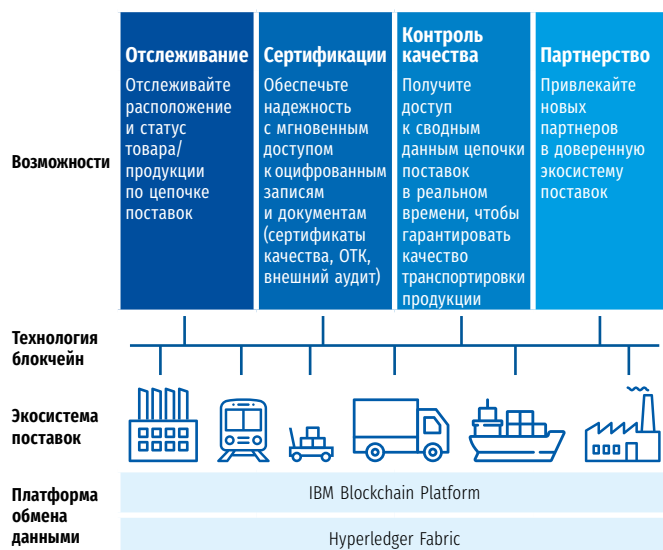 Возможности
Отслеживание
Отслеживайте
расположение
и статус
товара/
продукции
по цепочке
поставок
Сертификации
Обеспечьте
надежность
с мгновенным
доступом
к оцифрованным
записям
и документам
(сертификаты
качества, ОТК,
внешний аудит)
Контроль
качества
Получите
доступ
к сводным
данным цепочки
поставок
в реальном
времени, чтобы
гарантировать
качество
транспортировки
продукции
Партнерство
Привлекайте
новых
партнеров
в доверенную
экосистему
поставок
Технология
блокчейн
Экосистема
поставок
Платформа
обмена
данными
IBM Blockchain Platform
Hyperledger Fabric